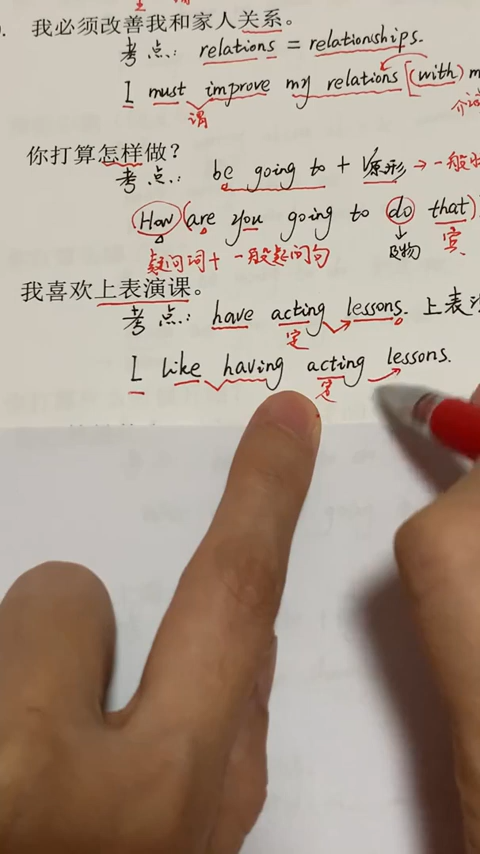 主 谓
我必须改善我和家人关系。
考点: relations = relationships.
I must improve my relations (with) m
谓 介
你打算怎样做?
考点: be going to + V原形 → 一般
How (are you going to do that)
疑问词 + 一般疑问句 及物 宾
我喜欢上表演课。
考点: have acting lessons. 上表
定
I like having acting lessons.
定